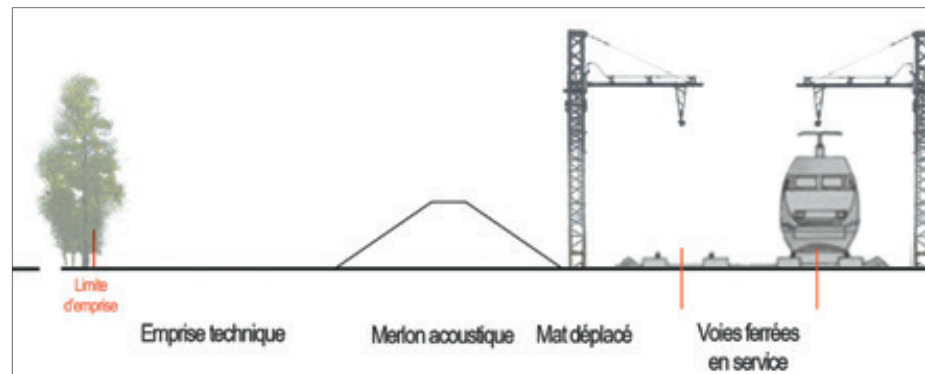 Limite
d'emprise
Emprise technique
Merlon acoustique
Mat déplacé
Voies ferrées
en service